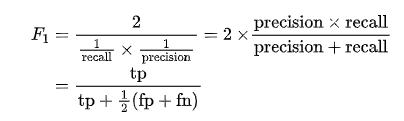 F₁ = 2 / (1/recall × 1/precision) = 2 × (precision × recall) / (precision + recall)
= tp / (tp + 1/2 (fp + fn))